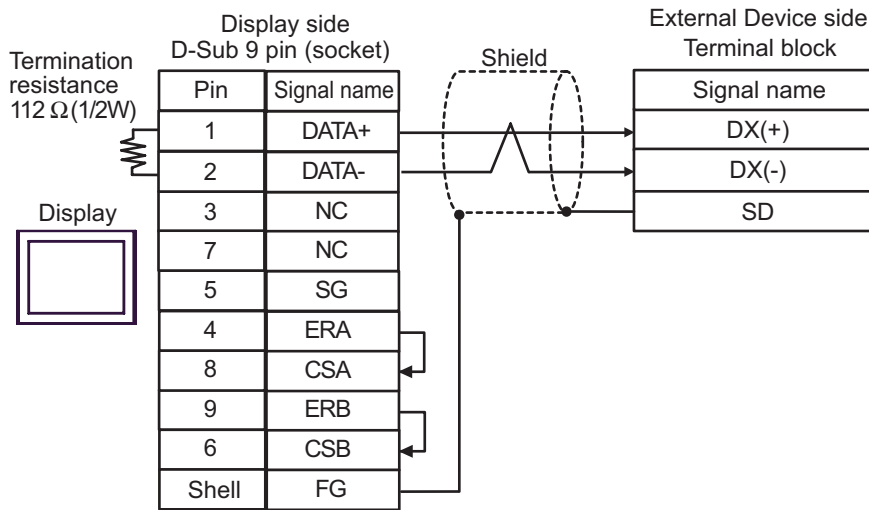 Display side
D-Sub 9 pin (socket)
External Device side
Terminal block
Termination
resistance
112 Ω(1/2W)
Shield
Pin Signal name
Signal name
1 DATA+
DX(+)
2 DATA-
DX(-)
Display
3 NC
SD
7 NC
5 SG
4 ERA
8 CSA
9 ERB
6 CSB
Shell FG